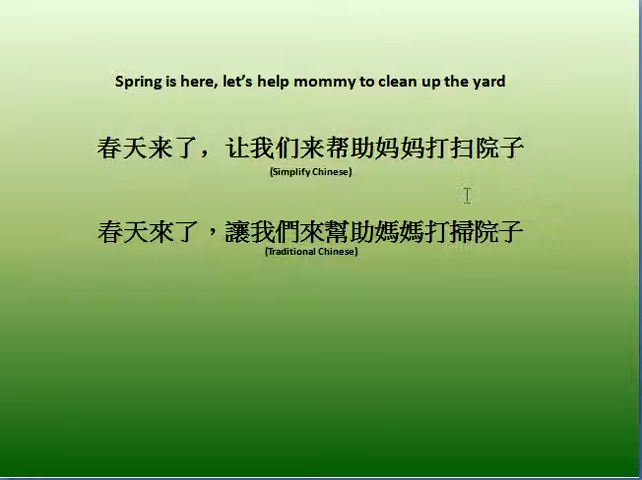 Spring is here, let's help mommy to clean up the yard
春天来了，让我们来帮助妈妈打扫院子
(Simplify Chinese)
春天來了，讓我們來幫助媽媽打掃院子
(Traditional Chinese)